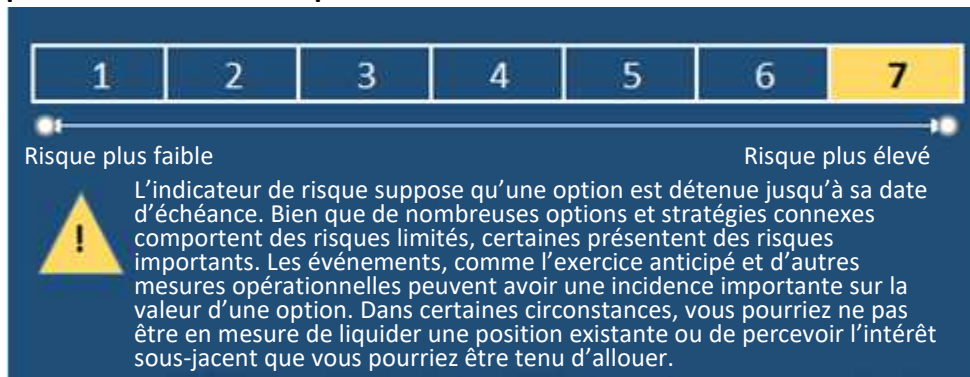 1 2 3 4 5 6 7
Risque plus faible Risque plus élevé
L’indicateur de risque suppose qu’une option est détenue jusqu’à sa date
d’échéance. Bien que de nombreuses options et stratégies connexes
! comportent des risques limités, certaines présentent des risques
importants. Les événements, comme l’exercice anticipé et d’autres
mesures opérationnelles peuvent avoir une incidence importante sur la
valeur d’une option. Dans certaines circonstances, vous pourriez ne pas
être en mesure de liquider une position existante ou de percevoir l’intérêt
sous-jacent que vous pourriez être tenu d’allouer.